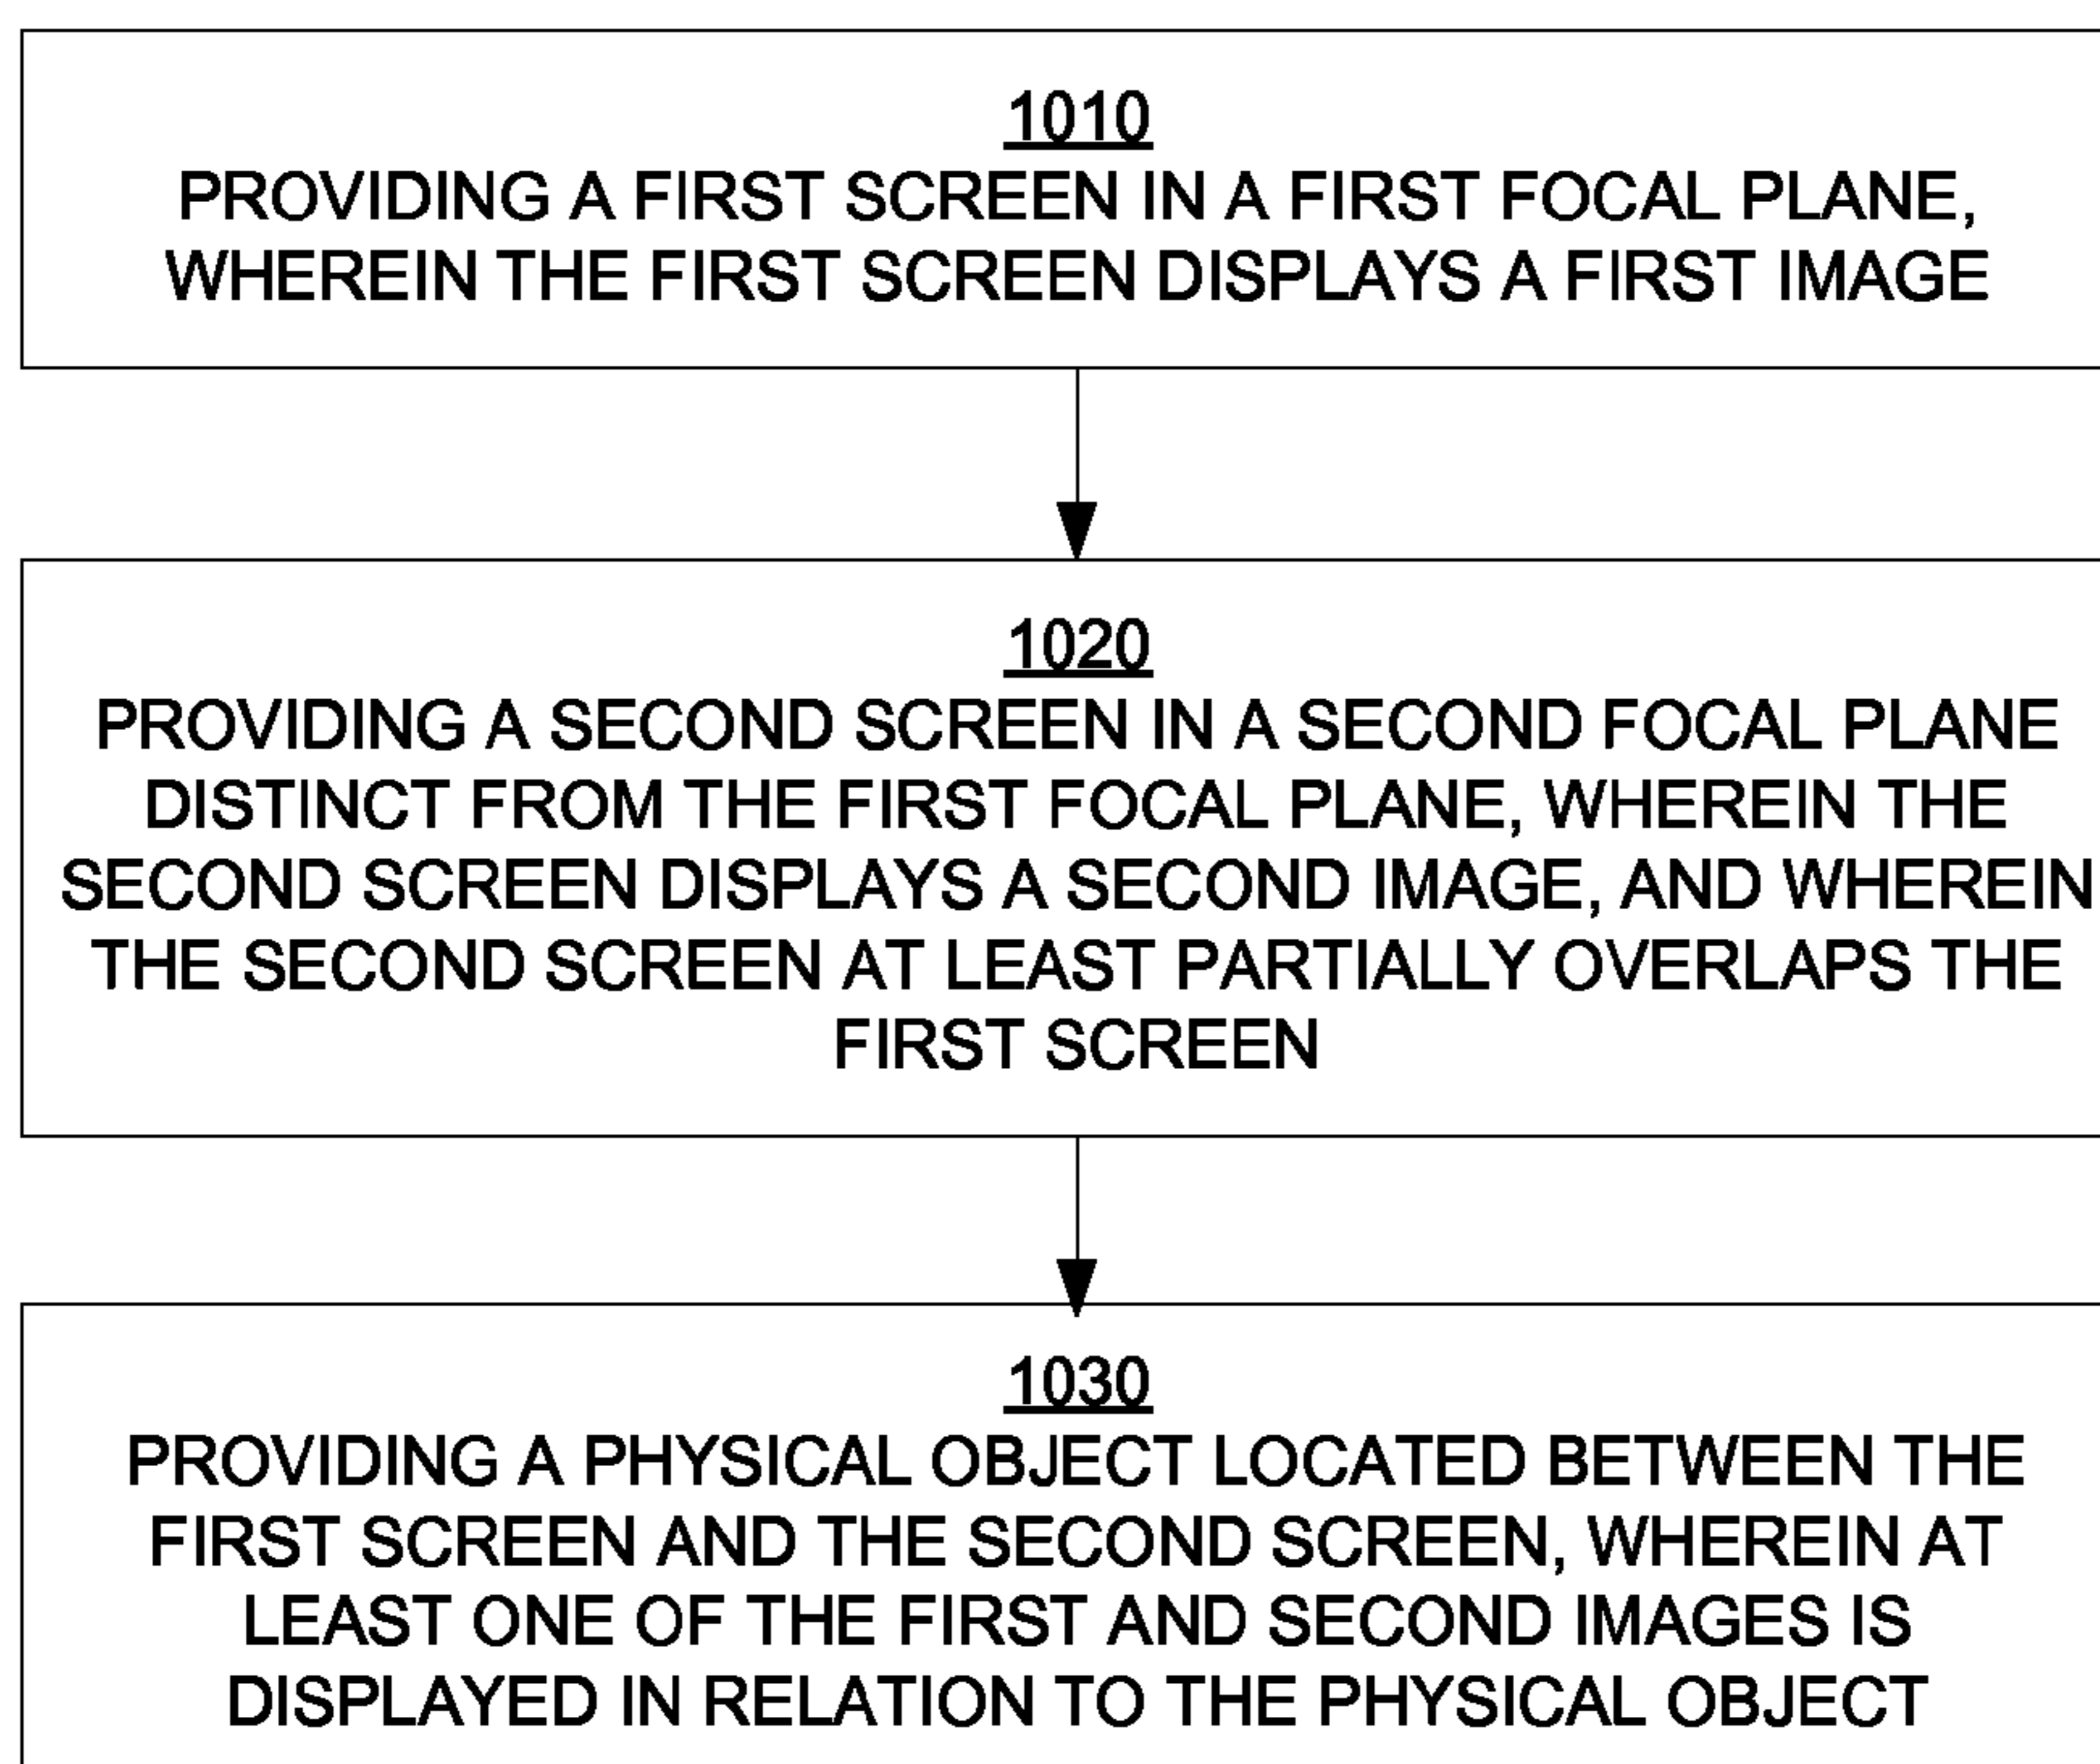 1010
PROVIDING A FIRST SCREEN IN A FIRST FOCAL PLANE,
WHEREIN THE FIRST SCREEN DISPLAYS A FIRST IMAGE
1020
PROVIDING A SECOND SCREEN IN A SECOND FOCAL PLANE
DISTINCT FROM THE FIRST FOCAL PLANE, WHEREIN THE
SECOND SCREEN DISPLAYS A SECOND IMAGE, AND WHEREIN
THE SECOND SCREEN AT LEAST PARTIALLY OVERLAPS THE
FIRST SCREEN
1030
PROVIDING A PHYSICAL OBJECT LOCATED BETWEEN THE
FIRST SCREEN AND THE SECOND SCREEN, WHEREIN AT
LEAST ONE OF THE FIRST AND SECOND IMAGES IS
DISPLAYED IN RELATION TO THE PHYSICAL OBJECT